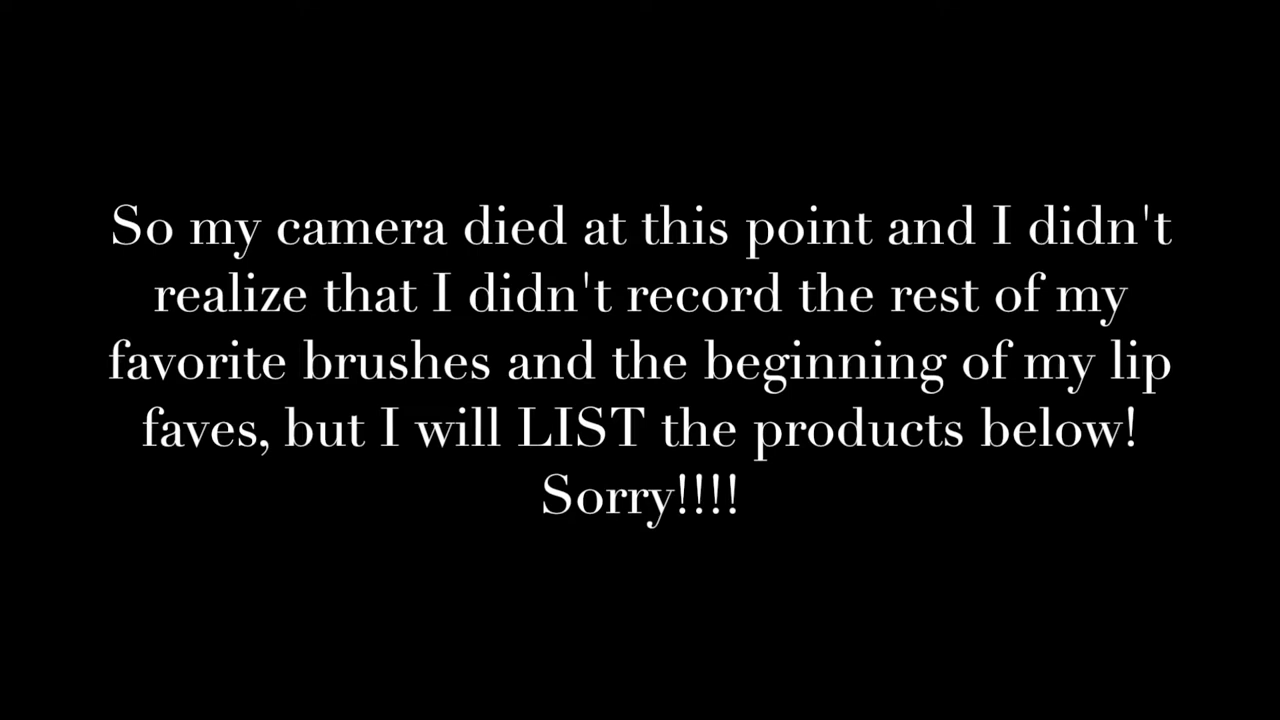 So my camera died at this point and I didn't
realize that I didn't record the rest of my
favorite brushes and the beginning of my lip
faves, but I will LIST the products below!
Sorry!!!!